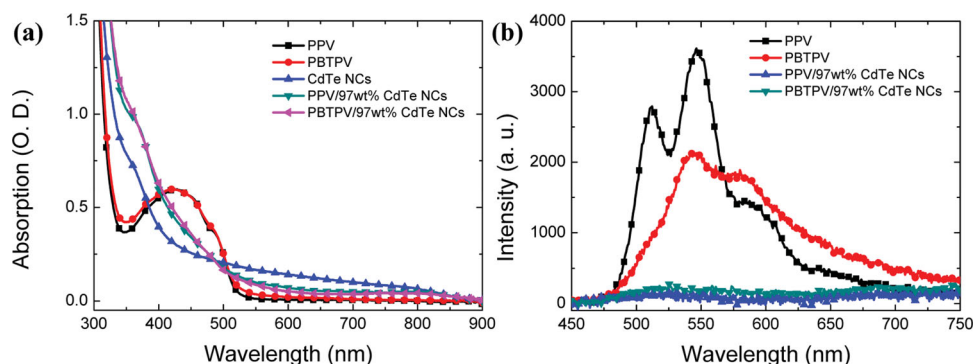 (a)
Absorption (O. D.)
1.5
1.0
0.5
0.0
PPV
PBTPV
CdTe NCs
PPV/97wt% CdTe NCs
PBTPV/97wt% CdTe NCs
300 400 500 600 700 800 900
Wavelength (nm)
(b)
Intensity (a. u.)
4000
3000
2000
1000
0
PPV
PBTPV
PPV/97wt% CdTe NCs
PBTPV/97wt% CdTe NCs
450 500 550 600 650 700 750
Wavelength (nm)